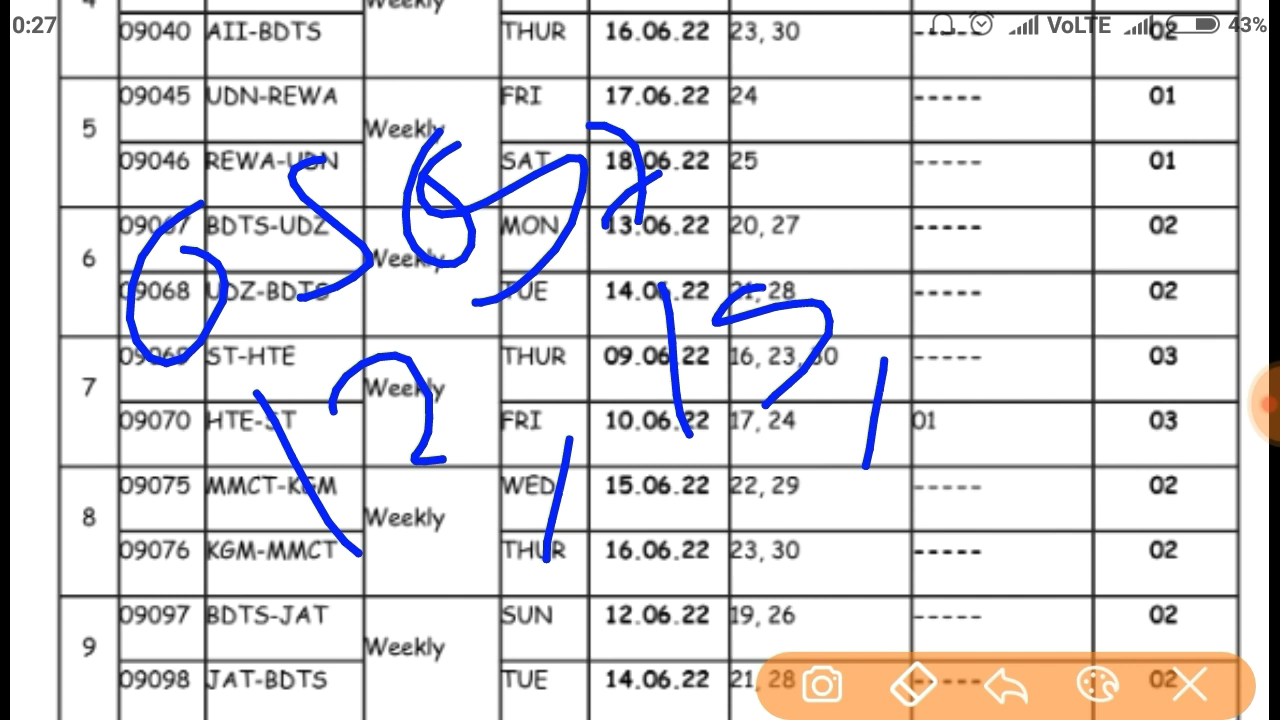 0:27 VoLTE 43%
4 Weekly
09040 AII-BDTS THUR 16.06.22 23, 30 ----- 02
5 09045 UDN-REWA Weekly FRI 17.06.22 24 ----- 01
09046 REWA-UDN SAT 18.06.22 25 ----- 01
6 09067 BDTS-UDZ Weekly MON 13.06.22 20, 27 ----- 02
09068 UDZ-BDTS TUE 14.06.22 21, 28 ----- 02
7 09069 ST-HTE Weekly THUR 09.06.22 16, 23, 30 ----- 03
09070 HTE-ST FRI 10.06.22 17, 24 01 03
8 09075 MMCT-KGM Weekly WED 15.06.22 22, 29 ----- 02
09076 KGM-MMCT THUR 16.06.22 23, 30 ----- 02
9 09097 BDTS-JAT Weekly SUN 12.06.22 19, 26 ----- 02
09098 JAT-BDTS TUE 14.06.22 21, 28 ----- 02